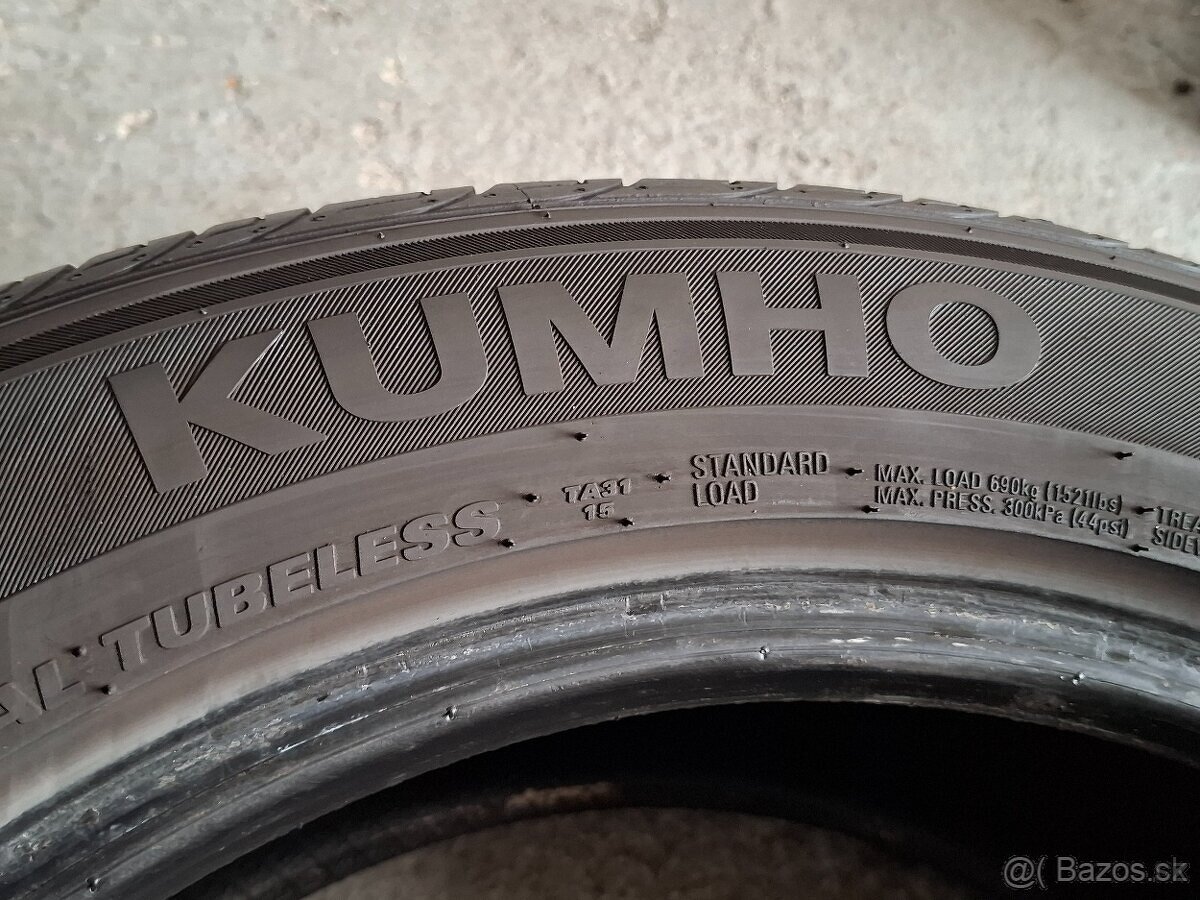 KUMHO
TUBELESS
TA31
15
STANDARD
LOAD
MAX. LOAD 690kg (1521lbs)
MAX. PRESS. 300kPa (44psi)
@( Bazos.sk